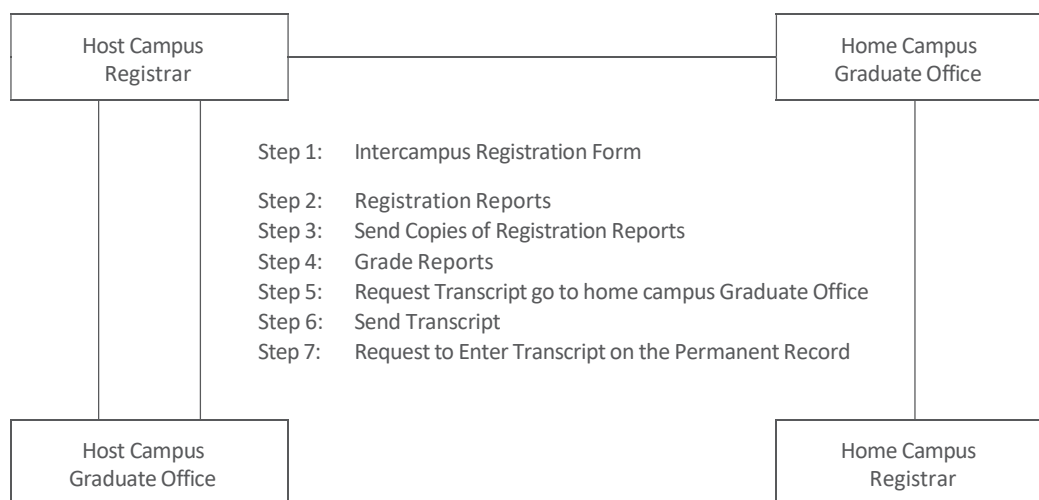 Host Campus
Registrar
Home Campus
Graduate Office
Step 1: Intercampus Registration Form
Step 2: Registration Reports
Step 3: Send Copies of Registration Reports
Step 4: Grade Reports
Step 5: Request Transcript go to home campus Graduate Office
Step 6: Send Transcript
Step 7: Request to Enter Transcript on the Permanent Record
Host Campus
Graduate Office
Home Campus
Registrar